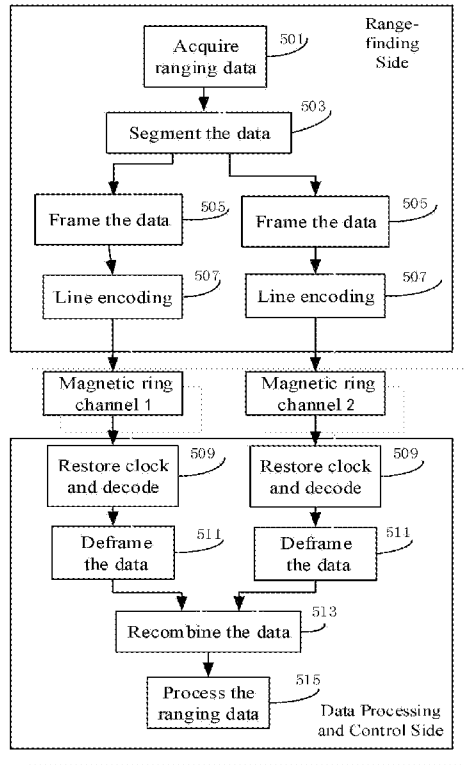 Range-
finding
Side
Acquire
ranging data
501
Segment the data
503
Frame the data
505
Frame the data
505
Line encoding
507
Line encoding
507
Magnetic ring
channel 1
Magnetic ring
channel 2
Restore clock
and decode
509
Restore clock
and decode
509
Deframe
the data
511
Deframe
the data
511
Recombine the data
513
Process the
ranging data
515
Data Processing
and Control Side